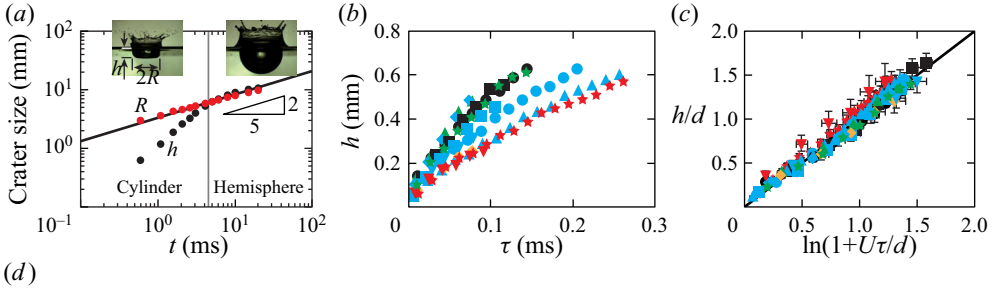 (a)
10²
10¹
10⁰
10⁻¹
10⁻¹ 10⁰ 10¹ 10²
Crater size (mm)
t (ms)
h
2R
R
h
2
5
Cylinder
Hemisphere
(b)
0.8
0.6
0.4
0.2
0 0.1 0.2 0.3
h (mm)
τ (ms)
(c)
2.0
1.5
1.0
0.5
0 0.5 1.0 1.5 2.0
h/d
ln(1+Uτ/d)
(d)